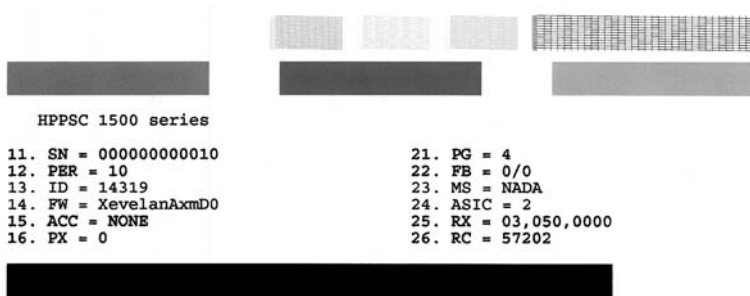 HPPSC 1500 series
11. SN = 000000000010
12. PER = 10
13. ID = 14319
14. FW = XevelanAxmD0
15. ACC = NONE
16. PX = 0
21. PG = 4
22. FB = 0/0
23. MS = NADA
24. ASIC = 2
25. RX = 03,050,0000
26. RC = 57202